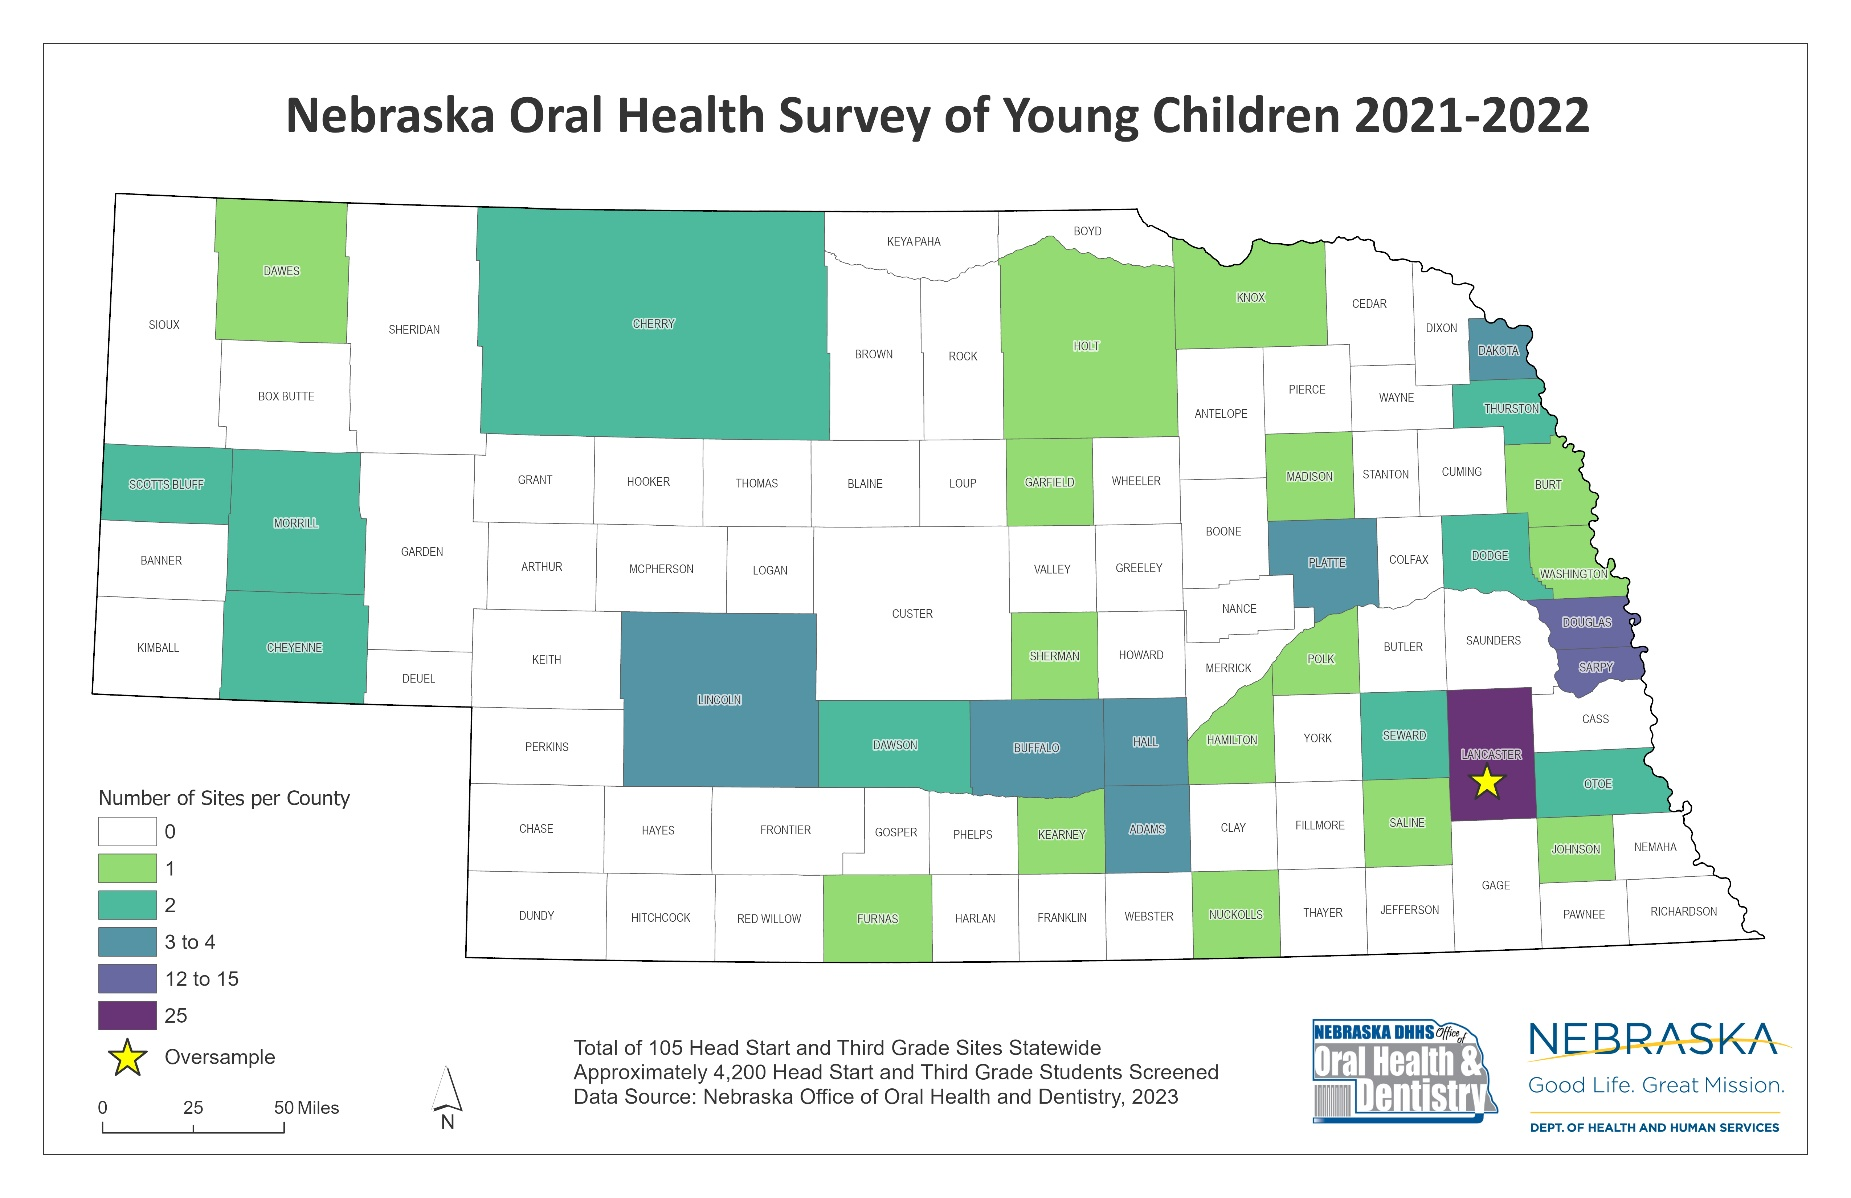 Nebraska Oral Health Survey of Young Children 2021-2022
KEYA PAHA
BOYD
DAWES
KNOX
CEDAR
SIOUX
SHERIDAN
CHERRY
DIXON
HOLT
DAKOTA
BROWN
ROCK
BOX BUTTE
PIERCE
WAYNE
THURSTON
ANTELOPE
SCOTTS BLUFF
GRANT
HOOKER
THOMAS
BLAINE
LOUP
GARFIELD
WHEELER
MADISON
STANTON
CUMING
BURT
MORRILL
BANNER
GARDEN
ARTHUR
MCPHERSON
LOGAN
VALLEY
GREELEY
BOONE
PLATTE
COLFAX
DODGE
WASHINGTON
CUSTER
NANCE
DOUGLAS
KIMBALL
CHEYENNE
KEITH
SHERMAN
HOWARD
MERRICK
POLK
BUTLER
SAUNDERS
SARPY
DEUEL
LINCOLN
CASS
PERKINS
DAWSON
BUFFALO
HALL
HAMILTON
YORK
SEWARD
LANCASTER
OTOE
CHASE
HAYES
FRONTIER
GOSPER
PHELPS
KEARNEY
ADAMS
CLAY
FILLMORE
SALINE
JOHNSON
NEMAHA
GAGE
DUNDY
HITCHCOCK
RED WILLOW
FURNAS
HARLAN
FRANKLIN
WEBSTER
NUCKOLLS
THAYER
JEFFERSON
PAWNEE
RICHARDSON
Number of Sites per County
0
1
2
3 to 4
12 to 15
25
Oversample
0 25 50 Miles
N
Total of 105 Head Start and Third Grade Sites Statewide
Approximately 4,200 Head Start and Third Grade Students Screened
Data Source: Nebraska Office of Oral Health and Dentistry, 2023
NEBRASKA DHHS Office of
Oral Health &
Dentistry
NEBRASKA
Good Life. Great Mission.
DEPT. OF HEALTH AND HUMAN SERVICES